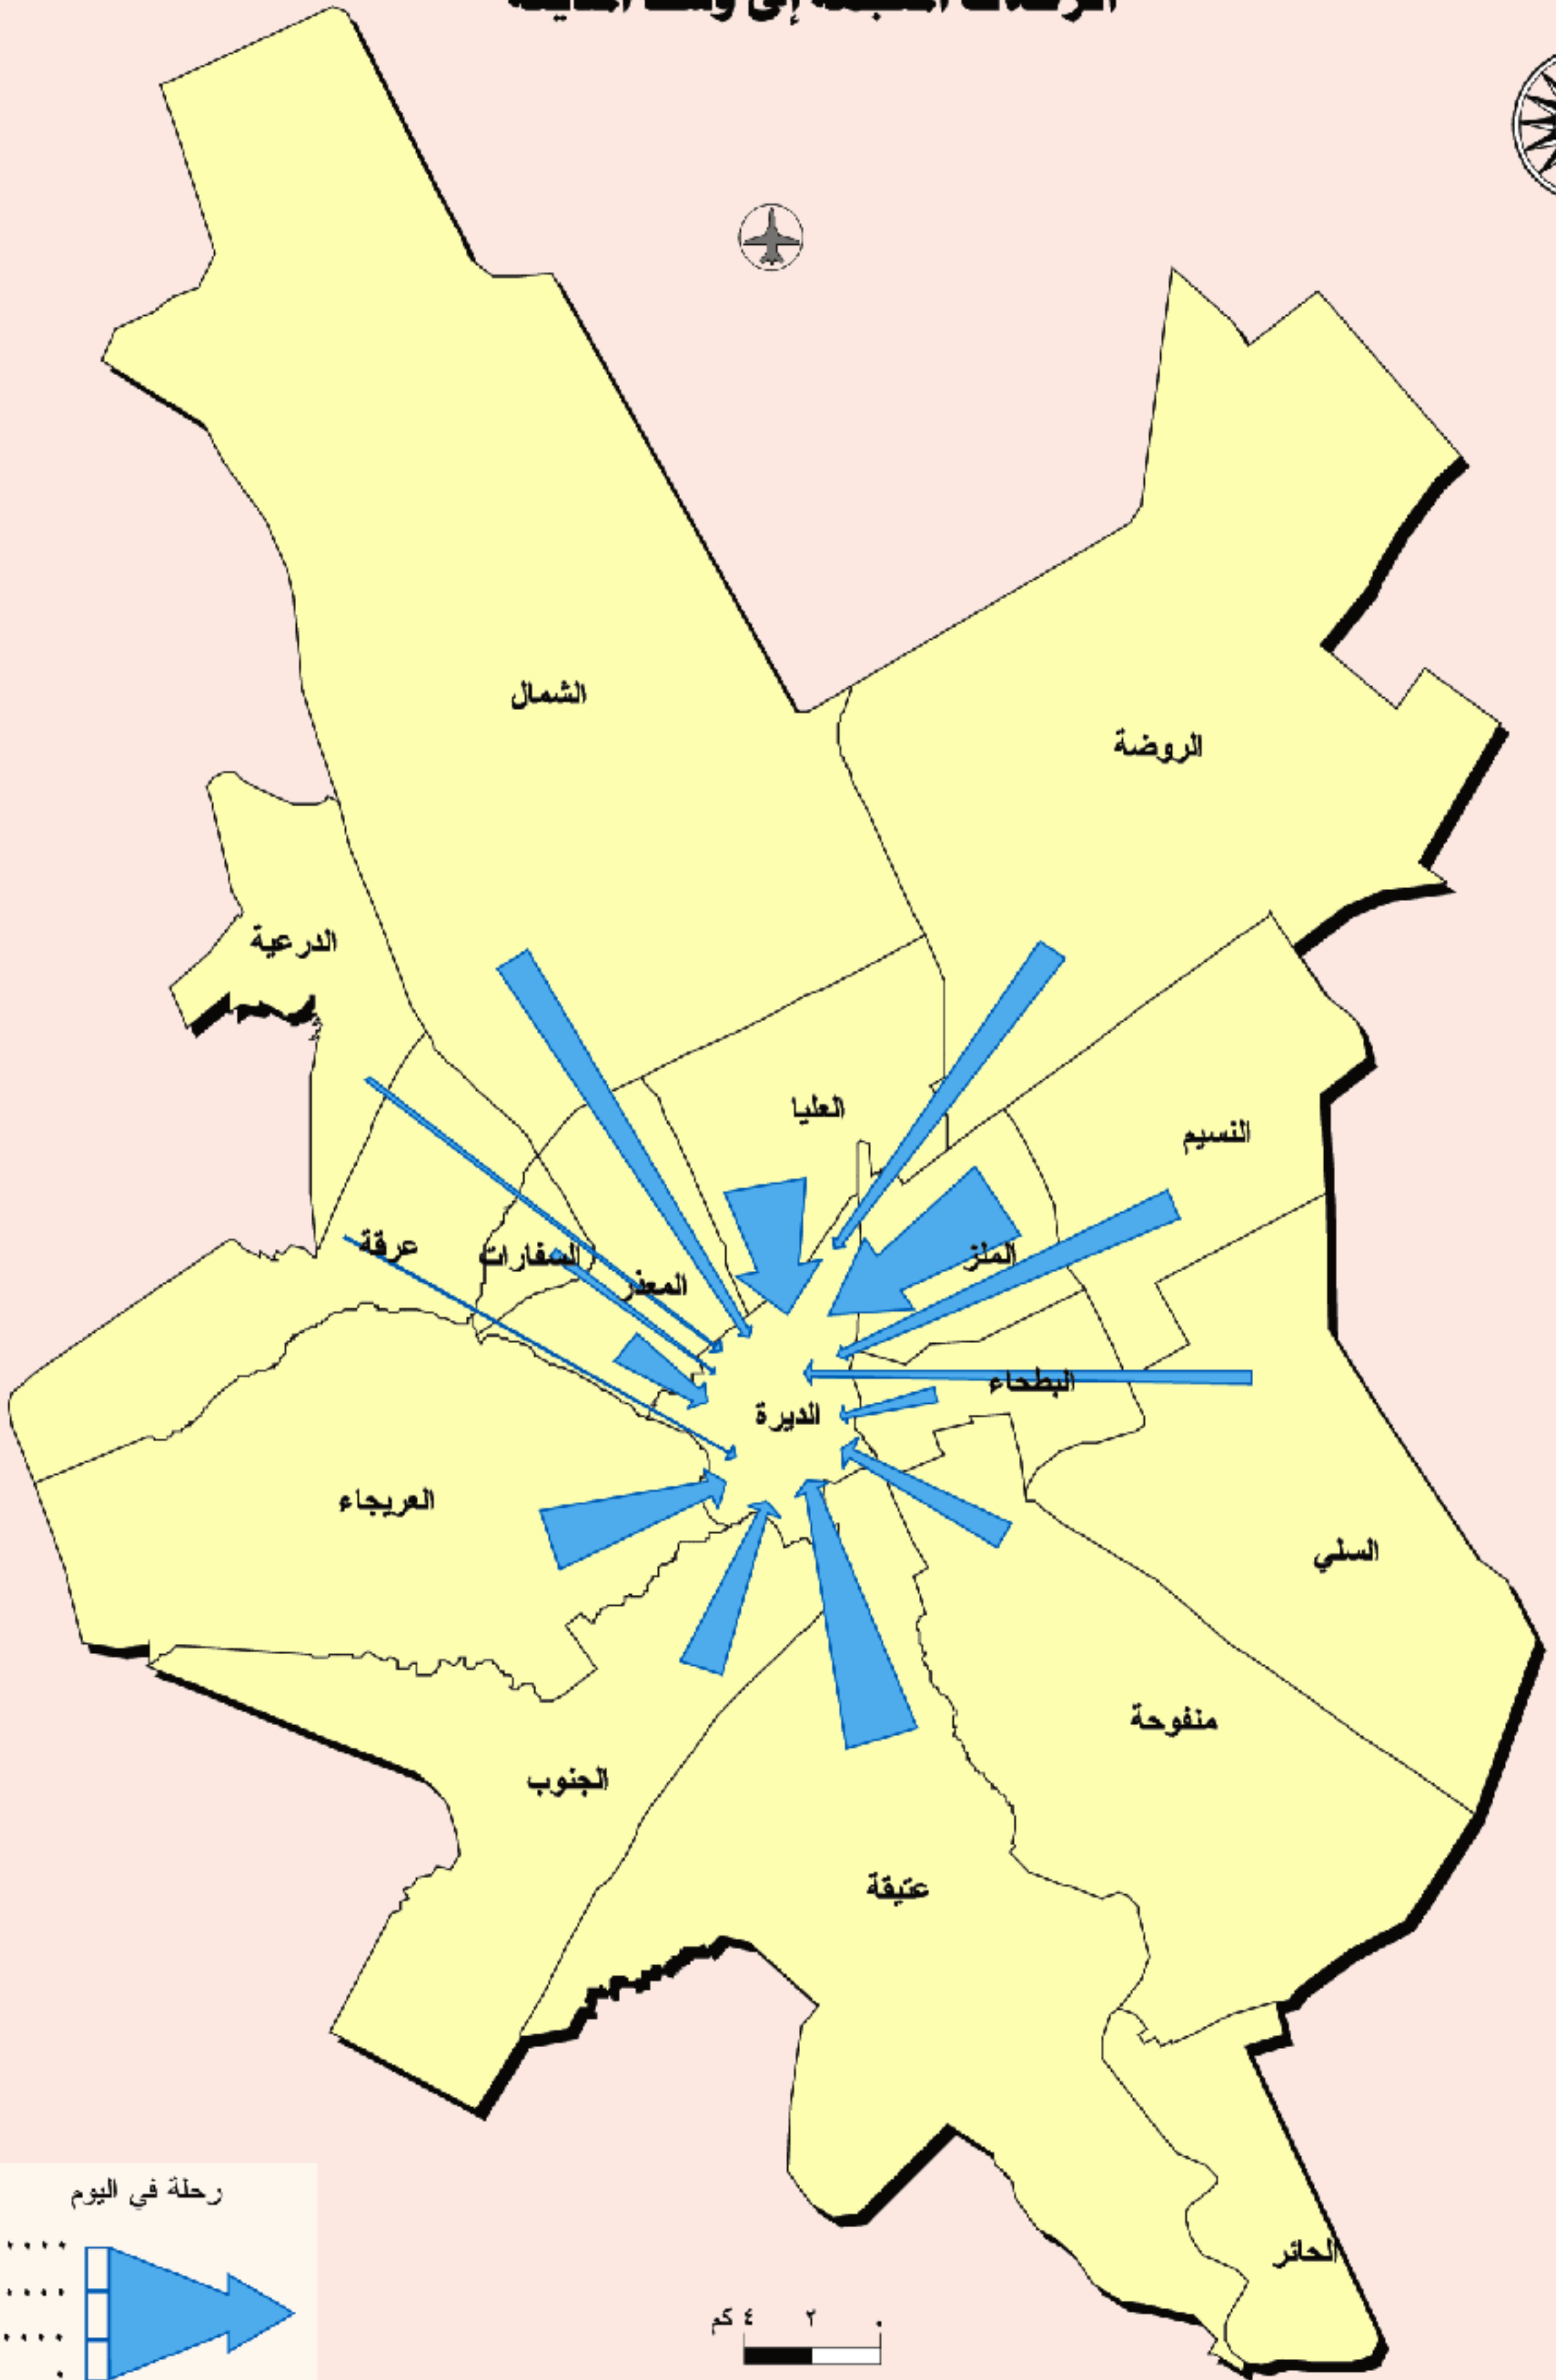 إلى
الشمال
الروضة
الدرعية
العليا
النسيم
عرقة
السفارات
المعذر
الملز
البطحاء
الديرة
العريجاء
السلي
منفوحة
الجنوب
عتيقة
الحائر
رحلة في اليوم
٠ ٢ ٤ كم